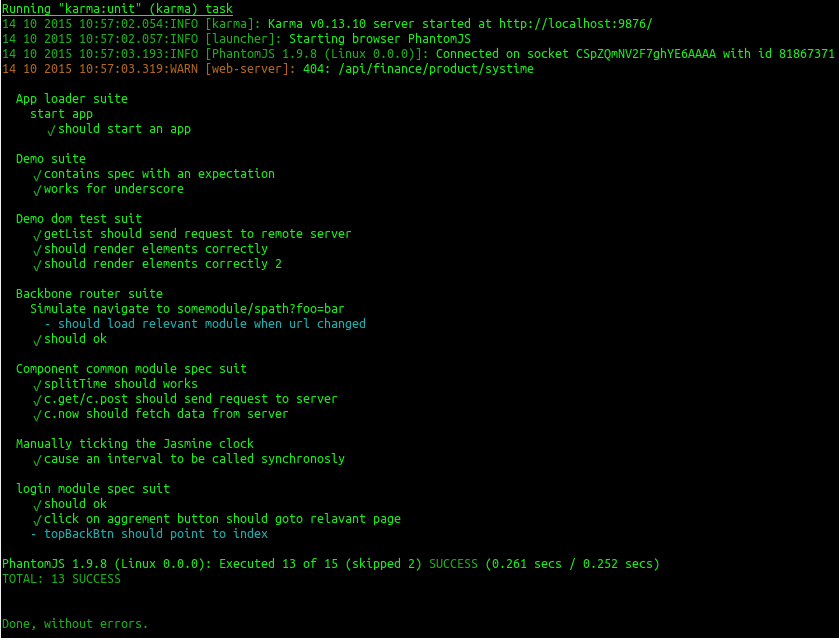 Running "karma:unit" (karma) task
14 10 2015 10:57:02.054:INFO [karma]: Karma v0.13.10 server started at http://localhost:9876/
14 10 2015 10:57:02.057:INFO [launcher]: Starting browser PhantomJS
14 10 2015 10:57:03.193:INFO [PhantomJS 1.9.8 (Linux 0.0.0)]: Connected on socket CSpZQmNV2F7ghYE6AAAA with id 81867371
14 10 2015 10:57:03.319:WARN [web-server]: 404: /api/finance/product/systime
App loader suite
start app
✓should start an app
Demo suite
✓contains spec with an expectation
✓works for underscore
Demo dom test suit
✓getList should send request to remote server
✓should render elements correctly
✓should render elements correctly 2
Backbone router suite
Simulate navigate to somemodule/spath?foo=bar
- should load relevant module when url changed
✓should ok
Component common module spec suit
✓splitTime should works
✓c.get/c.post should send request to server
✓c.now should fetch data from server
Manually ticking the Jasmine clock
✓cause an interval to be called synchronosly
login module spec suit
✓should ok
✓click on aggrement button should goto relavant page
- topBackBtn should point to index
PhantomJS 1.9.8 (Linux 0.0.0): Executed 13 of 15 (skipped 2) SUCCESS (0.261 secs / 0.252 secs)
TOTAL: 13 SUCCESS
Done, without errors.